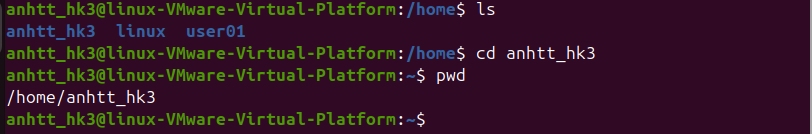 anhtt_hk3@linux-VMware-Virtual-Platform:/home$ ls
anhtt_hk3  linux  user01
anhtt_hk3@linux-VMware-Virtual-Platform:/home$ cd anhtt_hk3
anhtt_hk3@linux-VMware-Virtual-Platform:~$ pwd
/home/anhtt_hk3
anhtt_hk3@linux-VMware-Virtual-Platform:~$